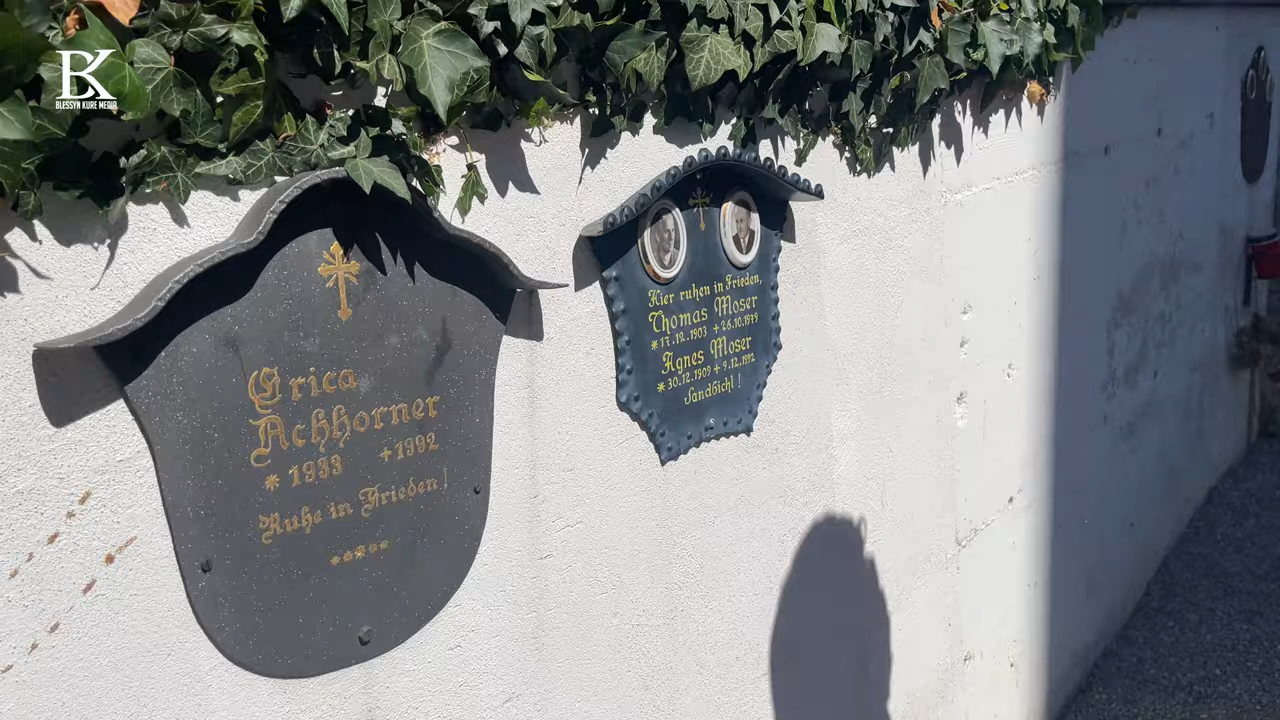 BK
BLESSYN KURE MEDIA
Erica
Achhorner
* 1933 +1992
Ruhe in Frieden!
Hier ruhen in Frieden,
Thomas Moser
*17.12.1903 + 26.10.1979
Agnes Moser
*30.12.1909 + 9.12.1992
Sandbichl !